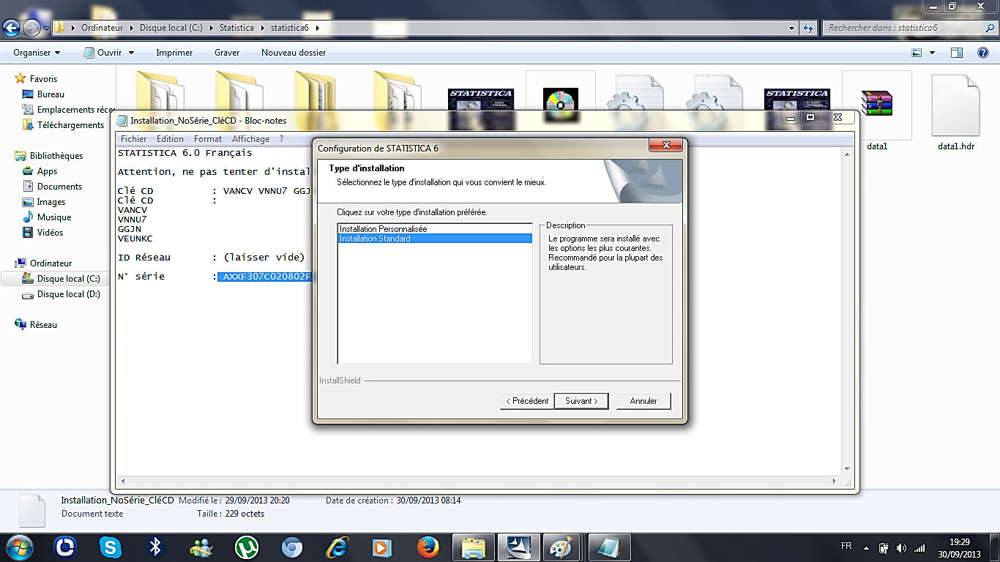 Ordinateur Disque local (C:) Statistica statistica6
Rechercher dans : statistica6
Organiser Ouvrir Imprimer Graver Nouveau dossier
Favoris
Bureau
Emplacements réce
Téléchargements
Bibliothèques
Apps
Documents
Images
Musique
Vidéos
Ordinateur
Disque local (C:)
Disque local (D:)
Réseau
STATISTICA
STATISTICA
data1
data1.hdr
Installation_NoSérie_CléCD - Bloc-notes
Fichier Edition Format Affichage ?
STATISTICA 6.0 Français
Attention, ne pas tenter d'instal
Clé CD : VANCV VNNU7 GGJ
Clé CD :
VANCV
VNNU7
GGJN
VEUNKC
ID Réseau : (laisser vide)
N° série : AXXF307C020802F
Configuration de STATISTICA 6
Type d'installation
Sélectionnez le type d'installation qui vous convient le mieux.
Cliquez sur votre type d'installation préférée.
Installation Personnalisée
Installation Standard
Description
Le programme sera installé avec
les options les plus courantes.
Recommandé pour la plupart des
utilisateurs.
InstallShield
< Précédent Suivant > Annuler
Installation_NoSérie_CléCD Modifié le : 29/09/2013 20:20 Date de création : 30/09/2013 08:14
Document texte Taille : 229 octets
FR
19:29
30/09/2013